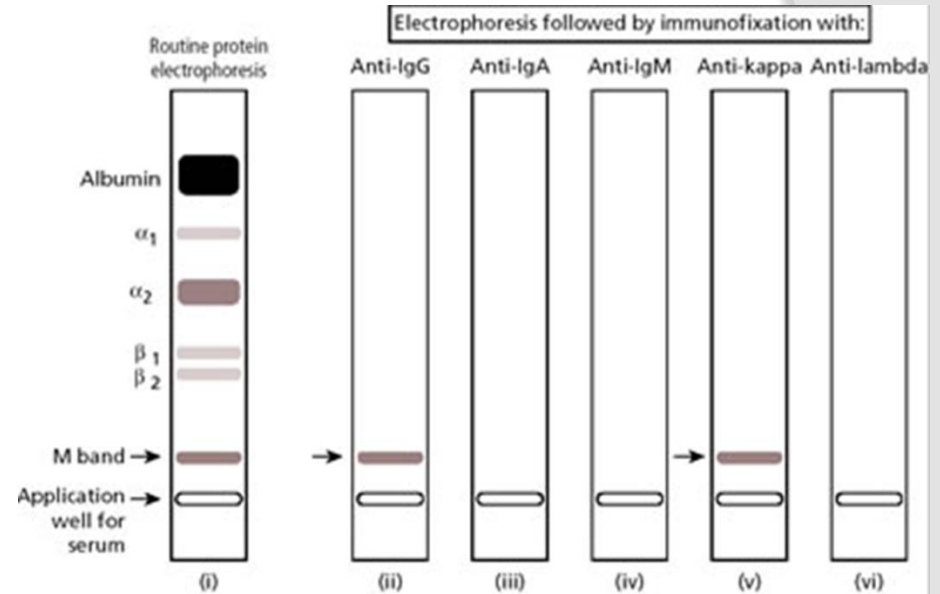 Electrophoresis followed by immunofixation with:
Routine protein
electrophoresis
Anti-IgG
Anti-IgA
Anti-IgM
Anti-kappa
Anti-lambda
Albumin
α1
α2
β 1
β 2
M band
Application
well for
serum
(i)
(ii)
(iii)
(iv)
(v)
(vi)